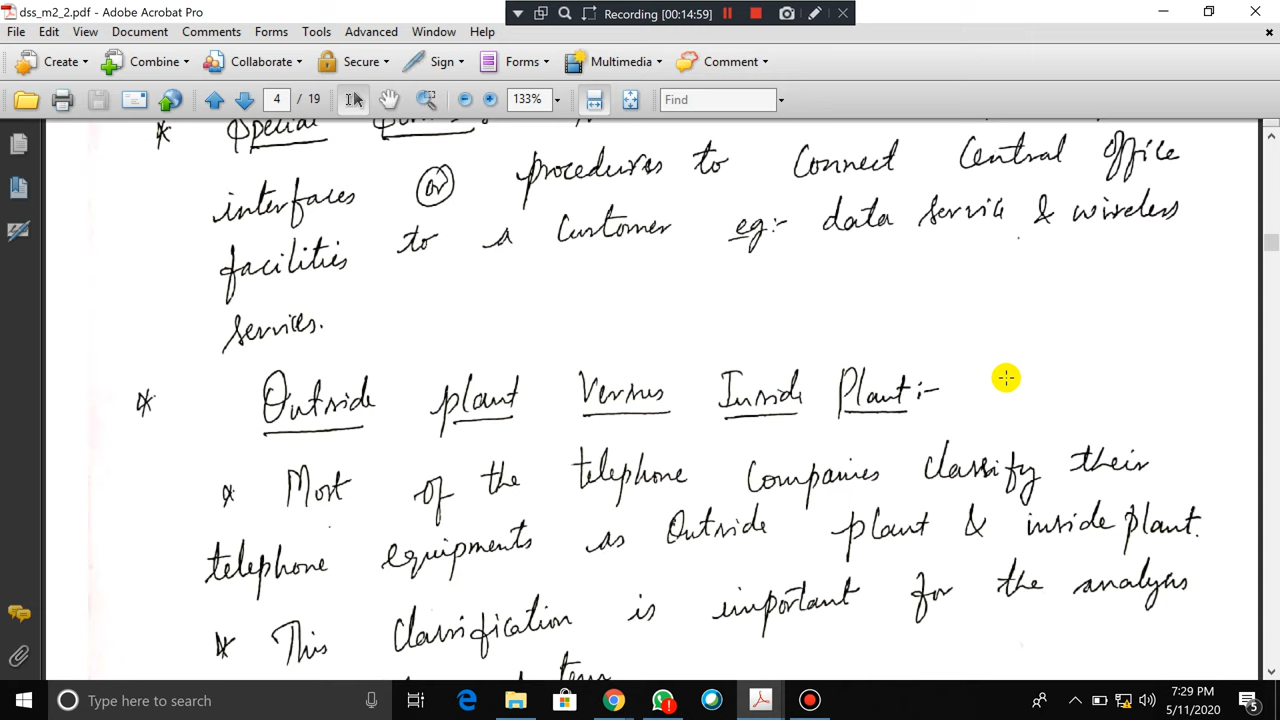 dss_m2_2.pdf - Adobe Acrobat Pro
Recording [00:14:59]
File Edit View Document Comments Forms Tools Advanced Window Help
Create Combine Collaborate Secure Sign Forms Multimedia Comment
4 / 19 133% Find
* Special
interfaces or procedures to connect Central Office
facilities to a customer eg:- data service & wireless
services.
* Outside plant Versus Inside Plant :-
* Most of the telephone Companies classify their
telephone equipments as Outside plant & inside plant.
* This classification is important for the analysis
Type here to search
7:29 PM
5/11/2020
5